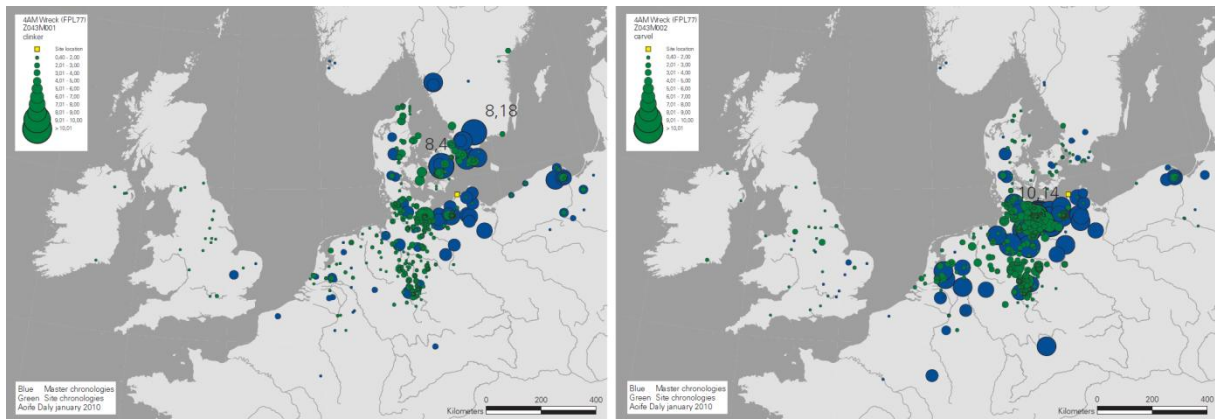 4AM Wreck (FPL77)
Z043M001
clinker
Site location
0,40 - 2,00
2,01 - 3,00
3,01 - 4,00
4,01 - 5,00
5,01 - 6,00
6,01 - 7,00
7,01 - 8,00
8,01 - 9,00
9,01 - 10,00
> 10,01
8,18
8,4
Blue Master chronologies
Green Site chronologies
Aoife Daly january 2010
0 200 400
Kilometers
4AM Wreck (FPL77)
Z043M002
carvel
Site location
0,40 - 2,00
2,01 - 3,00
3,01 - 4,00
4,01 - 5,00
5,01 - 6,00
6,01 - 7,00
7,01 - 8,00
8,01 - 9,00
9,01 - 10,00
> 10,01
10,14
Blue Master chronologies
Green Site chronologies
Aoife Daly january 2010
0 200 400
Kilometers